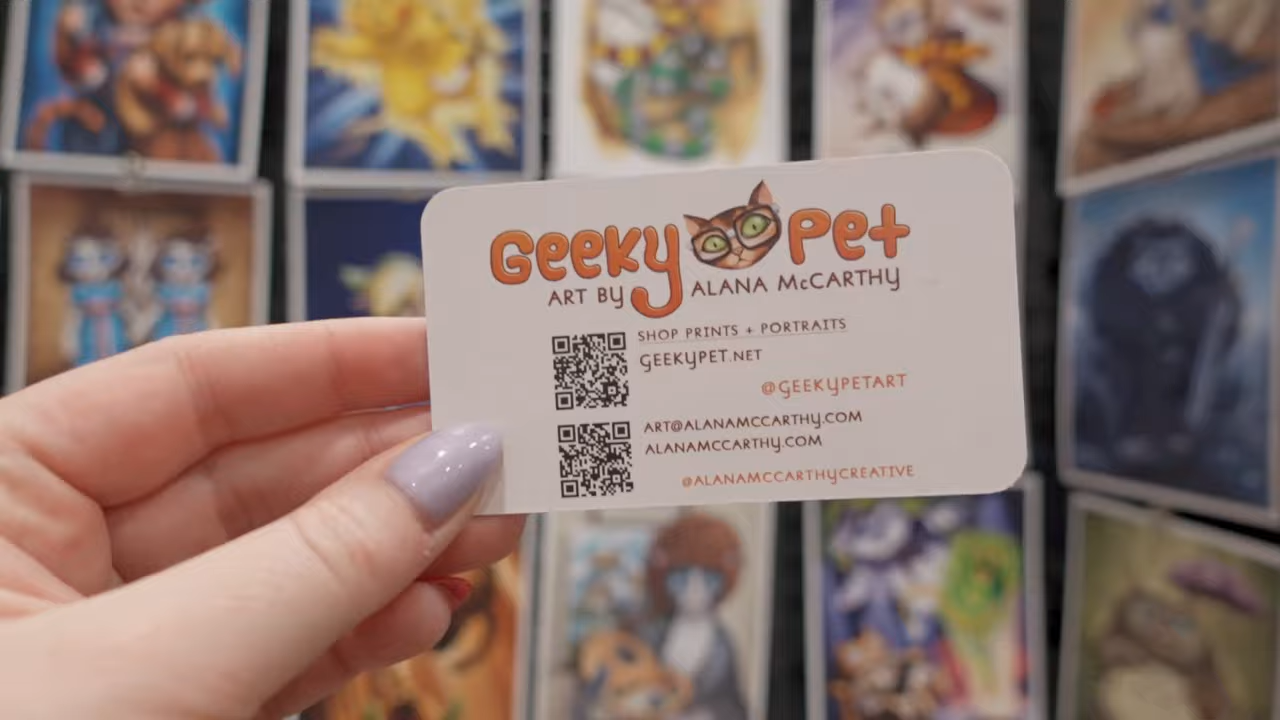 Geeky Pet
ART BY ALANA McCARTHY
SHOP PRINTS + PORTRAITS
GEEKYPET.NET
@GEEKYPETART
ART@ALANAMCCARTHY.COM
ALANAMCCARTHY.COM
@ALANAMCCARTHYCREATIVE